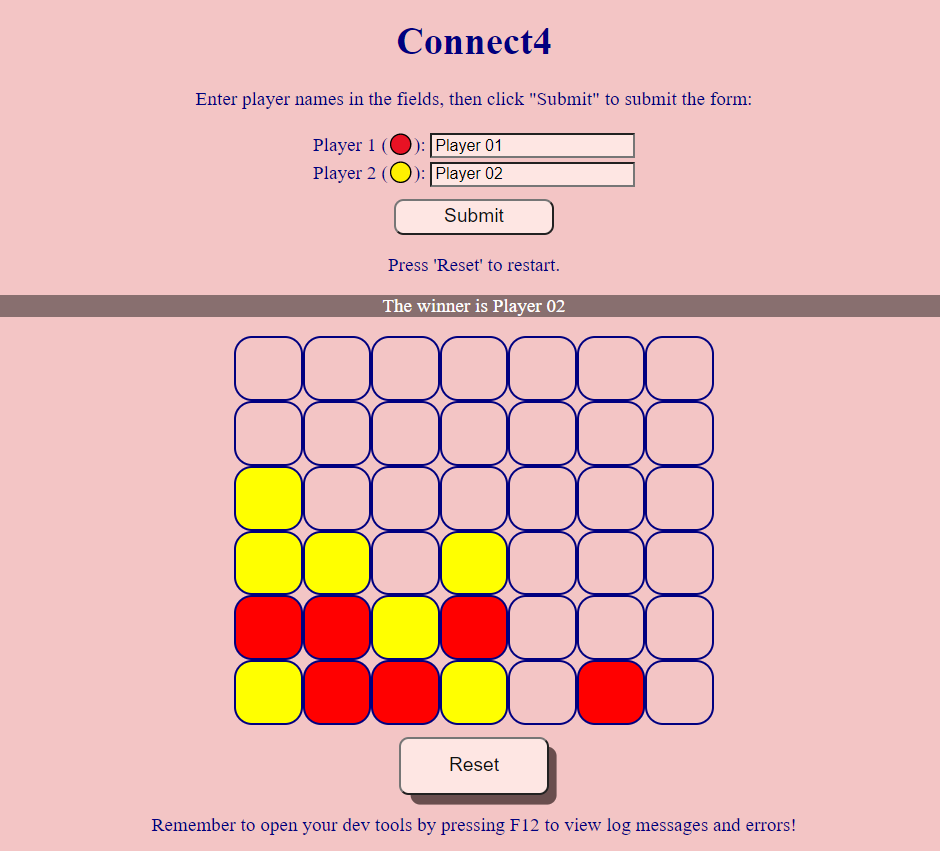 Connect4
Enter player names in the fields, then click "Submit" to submit the form:
Player 1 (🔴): Player 01
Player 2 (🟡): Player 02
Submit
Press 'Reset' to restart.
The winner is Player 02
Reset
Remember to open your dev tools by pressing F12 to view log messages and errors!